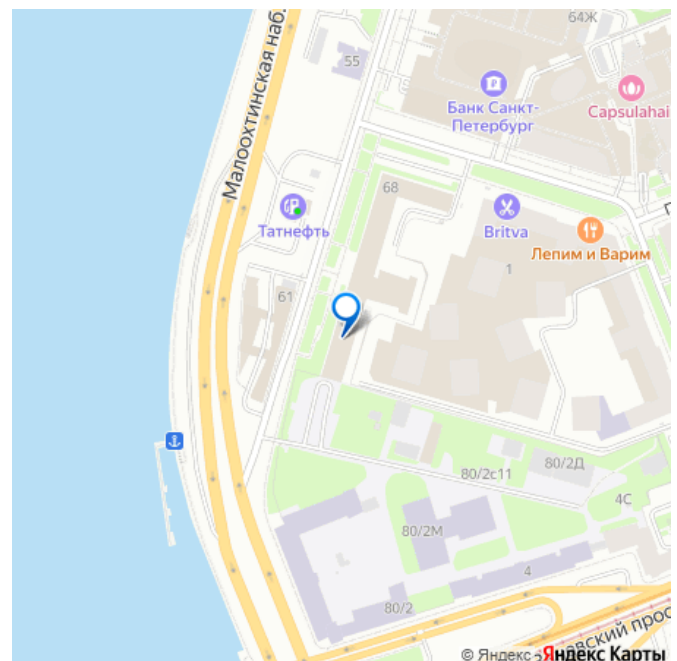 64Ж
Малоохтинская наб.
55
Банк Санкт-
Петербург
Capsulahai
68
Татнефть
Britva
Лепим и Варим
1
61
80/2с11
80/2Д
4С
80/2М
4
80/2
вский прос
© Яндекс Яндекс Карты